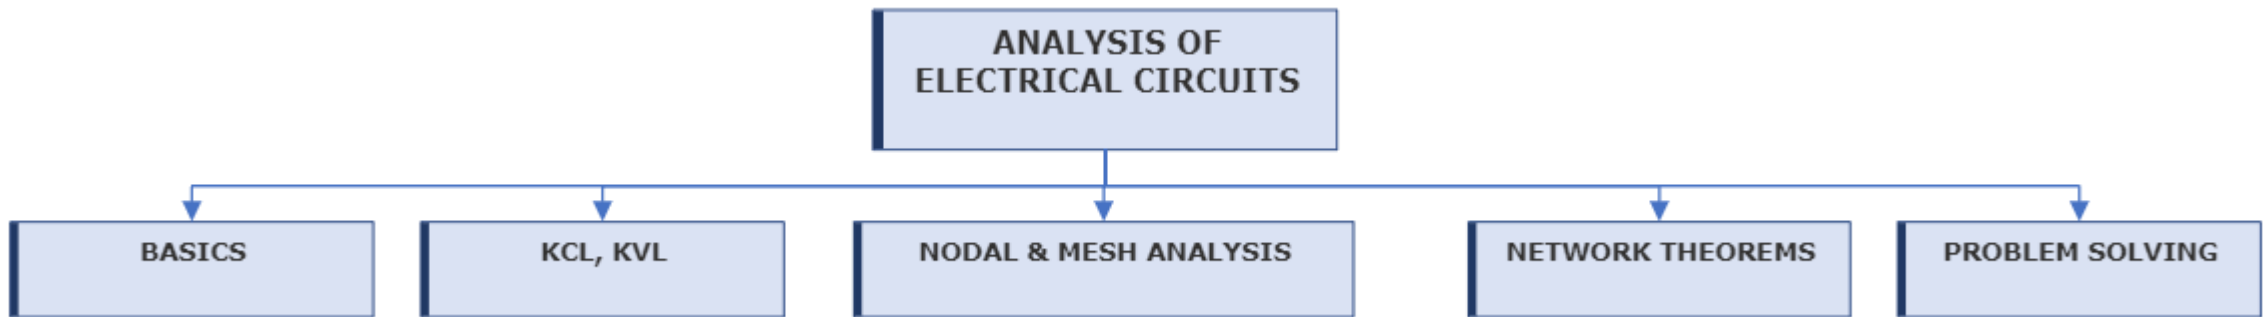 ANALYSIS OF
ELECTRICAL CIRCUITS
BASICS
KCL, KVL
NODAL & MESH ANALYSIS
NETWORK THEOREMS
PROBLEM SOLVING